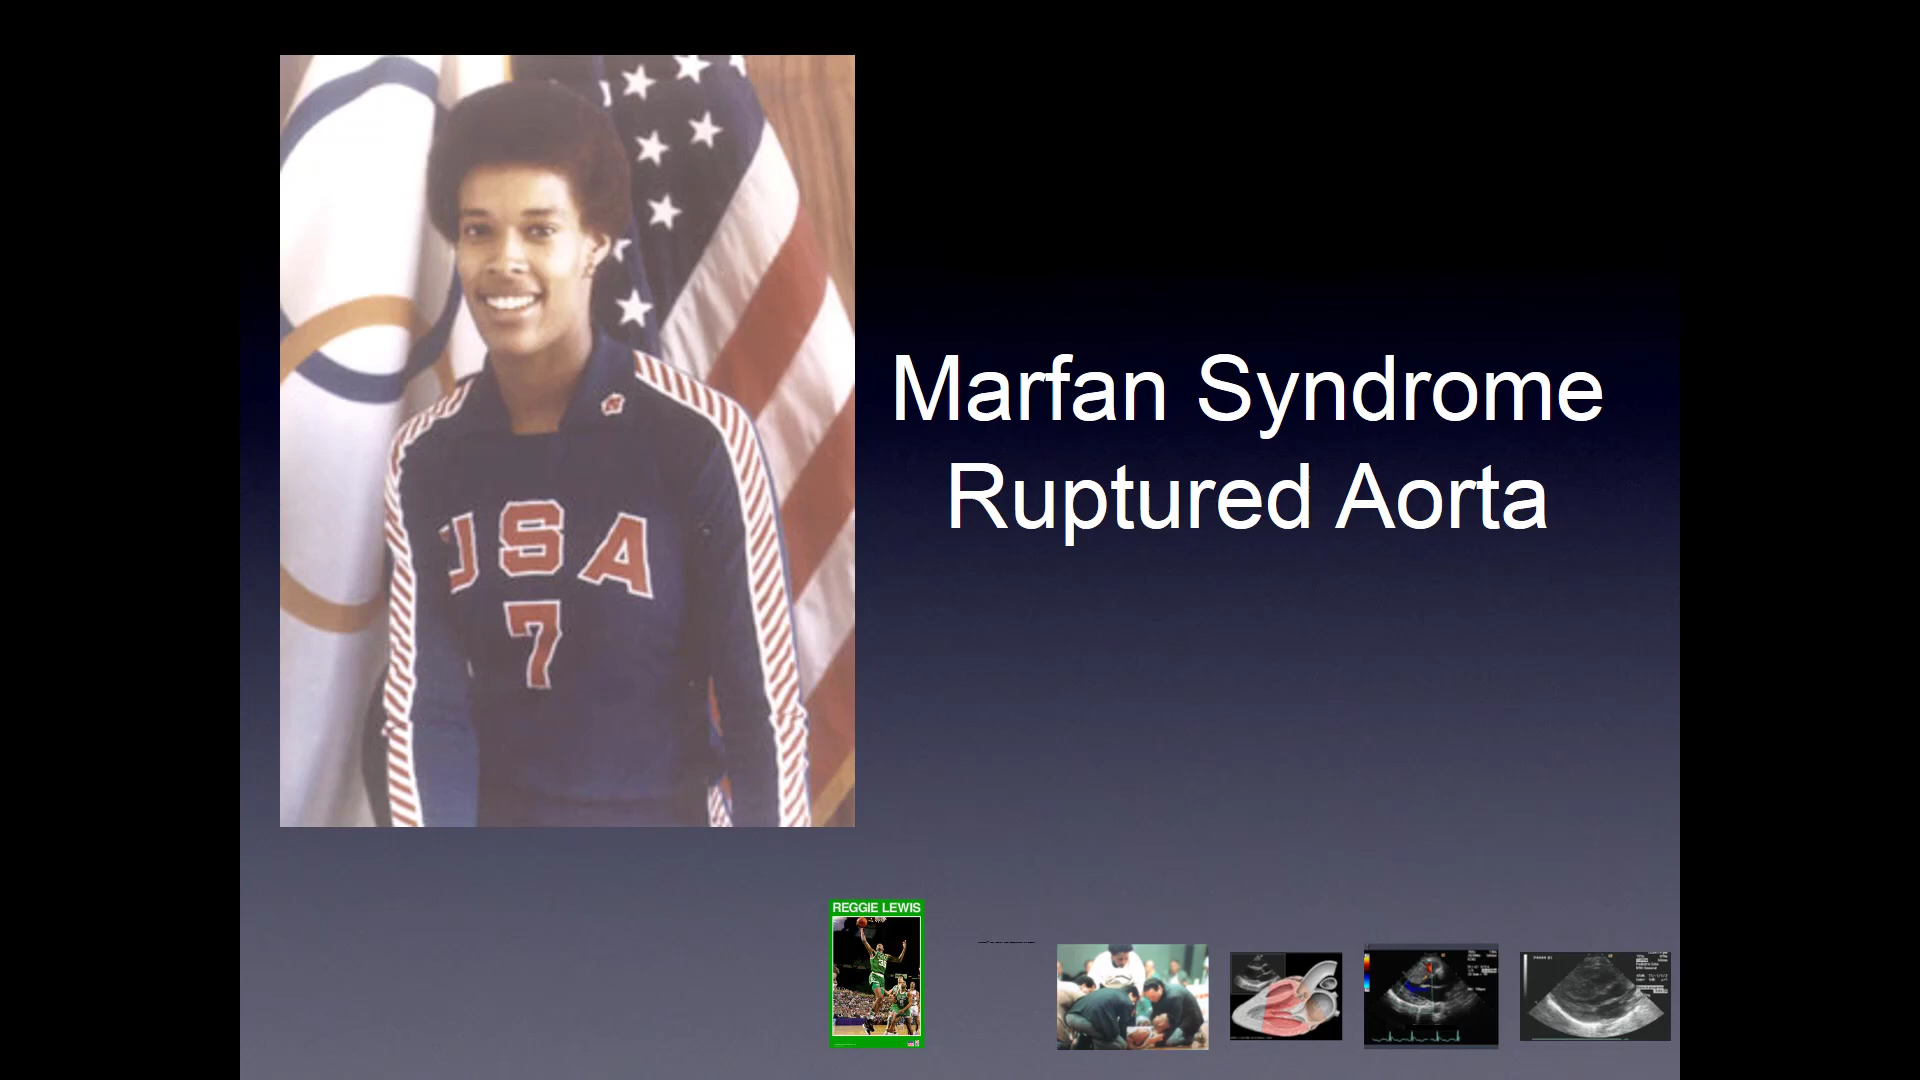 USA
7
Marfan Syndrome
Ruptured Aorta
REGGIE LEWIS